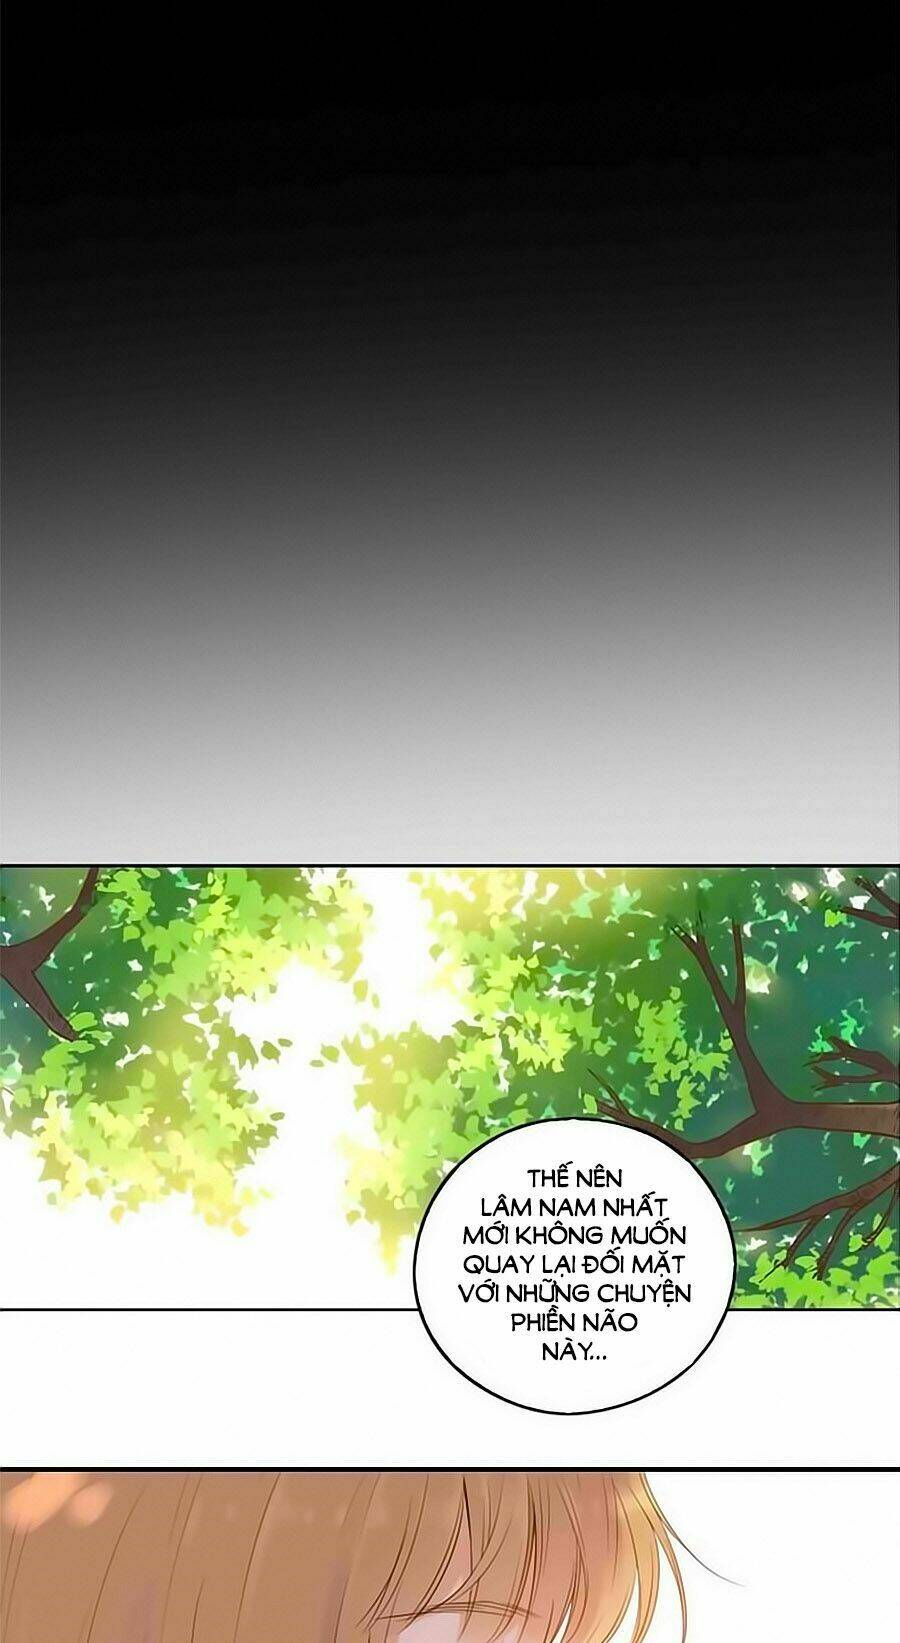 THẾ NÊN
LÂM NAM NHẤT
MỚI KHÔNG MUỐN
QUAY LẠI ĐỐI MẶT
VỚI NHỮNG CHUYỆN
PHIỀN NÃO
NÀY...